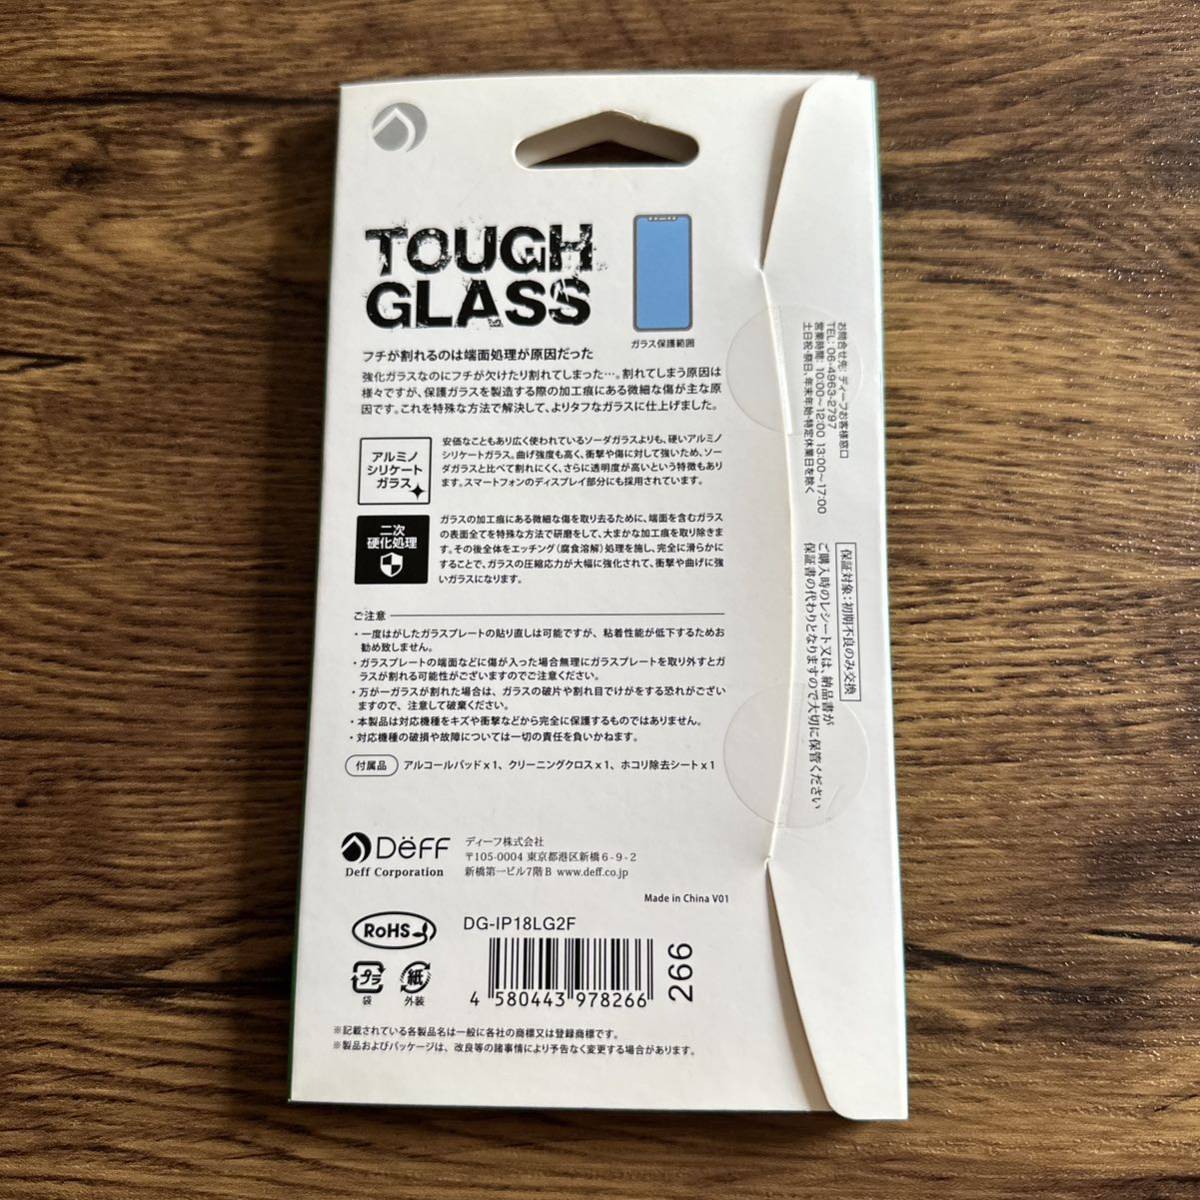 TOUGH
GLASS
ガラス保護範囲
フチが割れるのは端面処理が原因だった
強化ガラスなのにフチが欠けたり割れてしまった…。割れてしまう原因は
様々ですが、保護ガラスを製造する際の加工痕にある微細な傷が主な原
因です。これを特殊な方法で解決して、よりタフなガラスに仕上げました。
アルミノ
シリケート
ガラス
安価なこともあり広く使われているソーダガラスよりも、硬いアルミノ
シリケートガラス。曲げ強度も高く、衝撃や傷に対して強いため、ソー
ダガラスと比べて割れにくく、さらに透明度が高いという特徴もあり
ます。スマートフォンのディスプレイ部分にも採用されています。
二次
硬化処理
ガラスの加工痕にある微細な傷を取り去るために、端面を含むガラス
の表面全てを特殊な方法で研磨をして、大まかな加工痕を取り除きま
す。その後全体をエッチング(腐食溶解)処理を施し、完全に滑らかに
することで、ガラスの圧縮応力が大幅に強化されて、衝撃や曲げに強
いガラスになります。
ご注意
・一度はがしたガラスプレートの貼り直しは可能ですが、粘着性能が低下するためお
勧め致しません。
・ガラスプレートの端面などに傷が入った場合無理にガラスプレートを取り外すとガ
ラスが割れる可能性がございますのでご注意ください。
・万が一ガラスが割れた場合は、ガラスの破片や割れ目でけがをする恐れがござい
ますので、注意して破棄ください。
・本製品は対応機種をキズや衝撃などから完全に保護するものではありません。
・対応機種の破損や故障については一切の責任を負いかねます。
付属品 アルコールパッド x 1、クリーニングクロス x 1、ホコリ除去シート x 1
DëFF
Deff Corporation
ディーフ株式会社
〒105-0004 東京都港区新橋 6 - 9 - 2
新橋第一ビル7階 B www.deff.co.jp
Made in China V01
RoHS
DG-IP18LG2F
プラ
袋
紙
外装
4 580443 978266
266
※記載されている各製品名は一般に各社の商標又は登録商標です。
※製品およびパッケージは、改良等の諸事情により予告なく変更する場合があります。
お問合せ先: ディーフお客様窓口
TEL: 06-4963-2797
営業時間: 10:00~12:00 13:00~17:00
土日祝・祭日、年末年始・特定休業日を除く
保証対象:初期不良のみ交換
ご購入時のレシート又は、納品書が
保証書の代わりとなりますので大切に保管ください